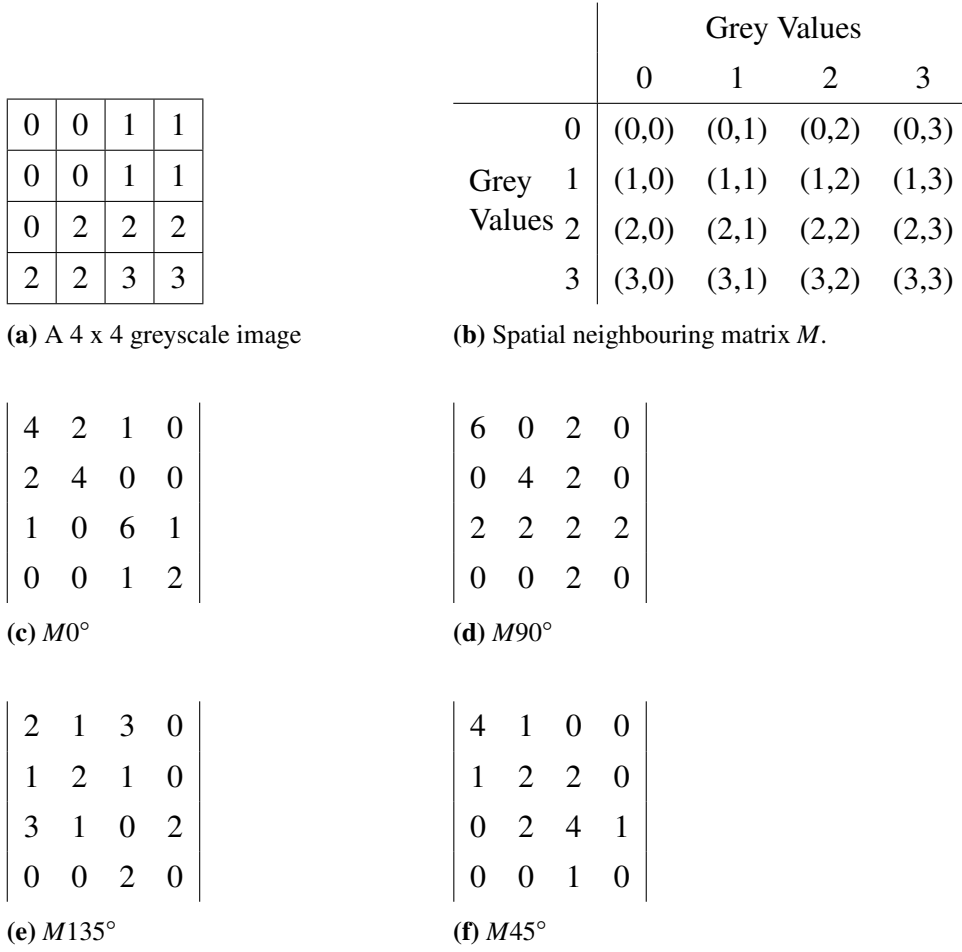 0 0 1 1
0 0 1 1
0 2 2 2
2 2 3 3
(a) A 4 x 4 greyscale image
Grey Values
0 1 2 3
0 (0,0) (0,1) (0,2) (0,3)
Grey 1 (1,0) (1,1) (1,2) (1,3)
Values 2 (2,0) (2,1) (2,2) (2,3)
3 (3,0) (3,1) (3,2) (3,3)
(b) Spatial neighbouring matrix M.
4 2 1 0
2 4 0 0
1 0 6 1
0 0 1 2
(c) M0°
6 0 2 0
0 4 2 0
2 2 2 2
0 0 2 0
(d) M90°
2 1 3 0
1 2 1 0
3 1 0 2
0 0 2 0
(e) M135°
4 1 0 0
1 2 2 0
0 2 4 1
0 0 1 0
(f) M45°